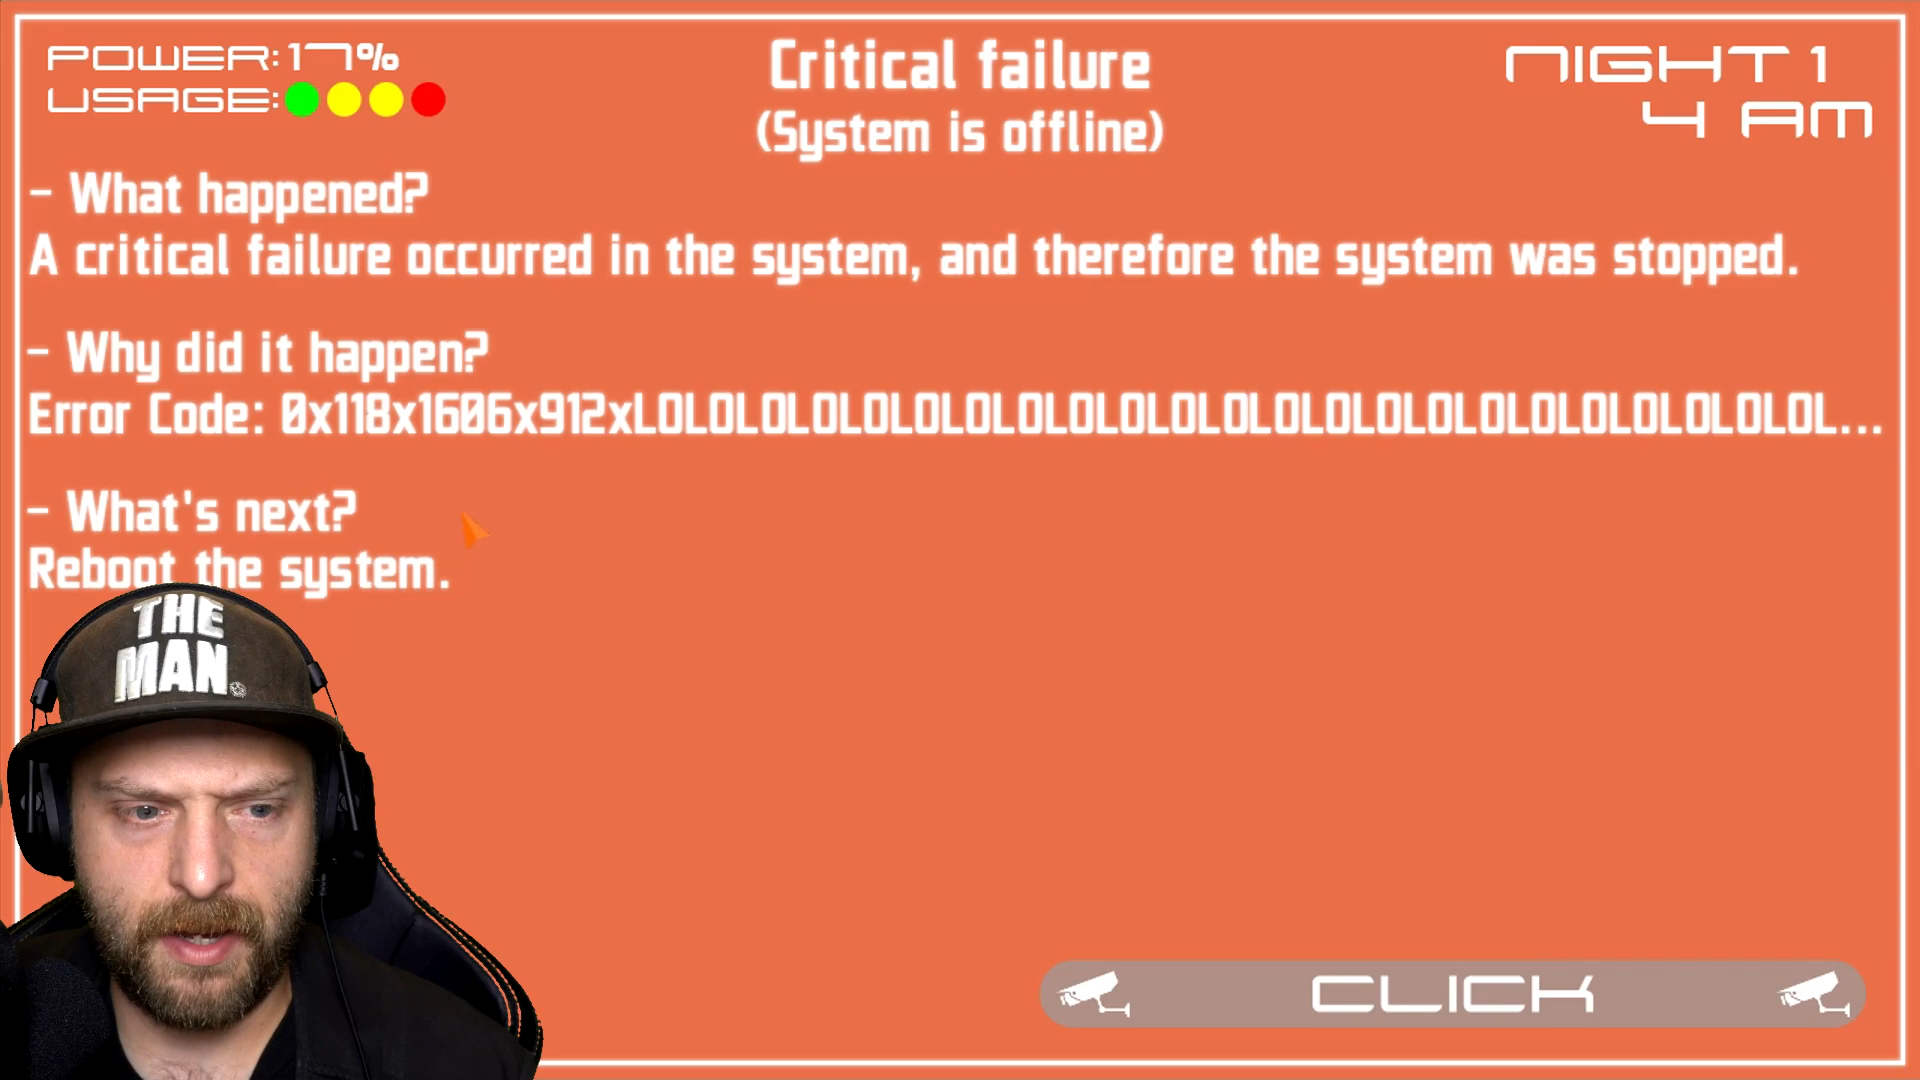 POWER:17%
USAGE:
Critical failure
(System is offline)
NIGHT 1
4 AM
- What happened?
A critical failure occurred in the system, and therefore the system was stopped.
- Why did it happen?
Error Code: 0x118x1606x912xLOLOLOLOLOLOLOLOLOLOLOLOLOLOLOLOLOLOLOLOLOLOLOL...
- What's next?
Reboot the system.
THE
MAN
CLICK